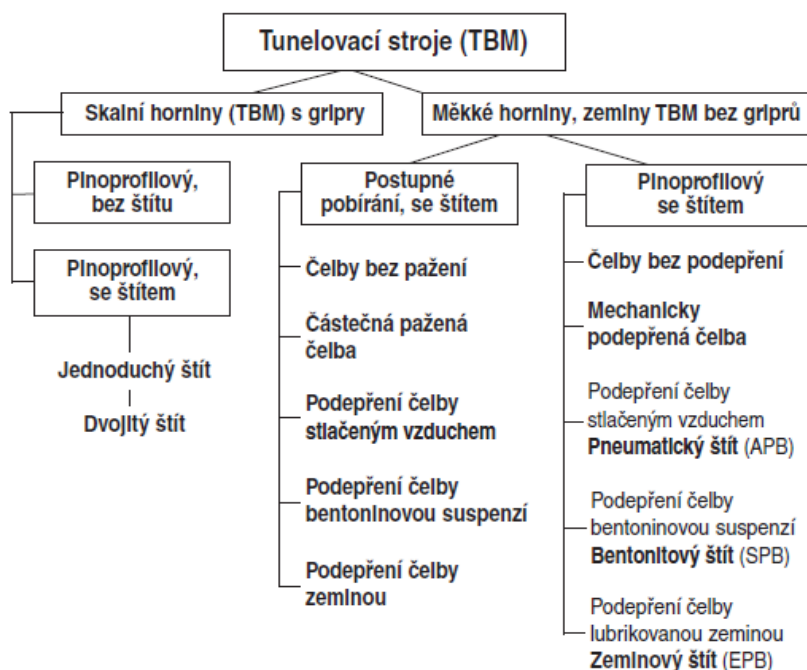 Tunelovací stroje (TBM)
Skalní horniny (TBM) s gripry
Měkké horniny, zeminy TBM bez griprů
Plnoprofilový,
bez štítu
Plnoprofilový,
se štítem
Jednoduchý štít
Dvojitý štít
Postupné
pobírání, se štítem
Čelby bez pažení
Částečná pažená
čelba
Podepření čelby
stlačeným vzduchem
Podepření čelby
bentoninovou suspenzí
Podepření čelby
zeminou
Plnoprofilový
se štítem
Čelby bez podepření
Mechanicky
podepřená čelba
Podepření čelby
stlačeným vzduchem
Pneumatický štít (APB)
Podepření čelby
bentoninovou suspenzí
Bentonitový štít (SPB)
Podepření čelby
lubrikovanou zeminou
Zeminový štít (EPB)